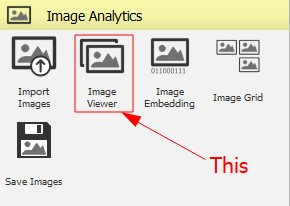 Image Analytics
Import
Images
Image
Viewer
011000111
Image
Embedding
Image Grid
This
Save Images